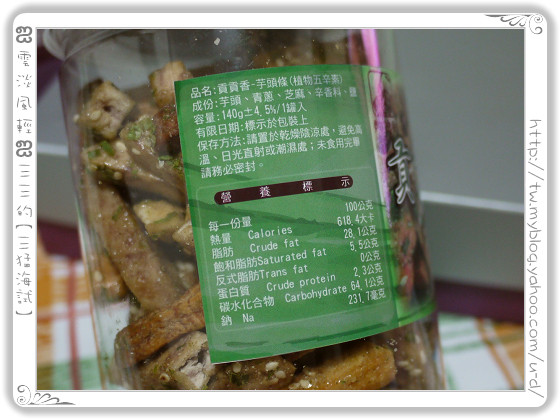 雲淡風輕 三三的【三猛海試】
品名:貢貢香-芋頭條(植物五辛素)
成份:芋頭、青蔥、芝麻、辛香料、鹽
容量:140g±4.5%/1罐入
有限日期:標示於包裝上
保存方法:請置於乾燥陰涼處,避免高
溫、日光直射或潮濕處;未食用完畢
請務必密封。
營 養 標 示
每一份量 100公克
熱量 Calories 618.4大卡
脂肪 Crude fat 28.1公克
飽和脂肪Saturated fat 5.5公克
反式脂肪Trans fat 0公克
蛋白質 Crude protein 2.3公克
碳水化合物 Carbohydrate 64.1公克
鈉 Na 231.7毫克
貢
http://tw.myblog.yahoo.com/u-d/